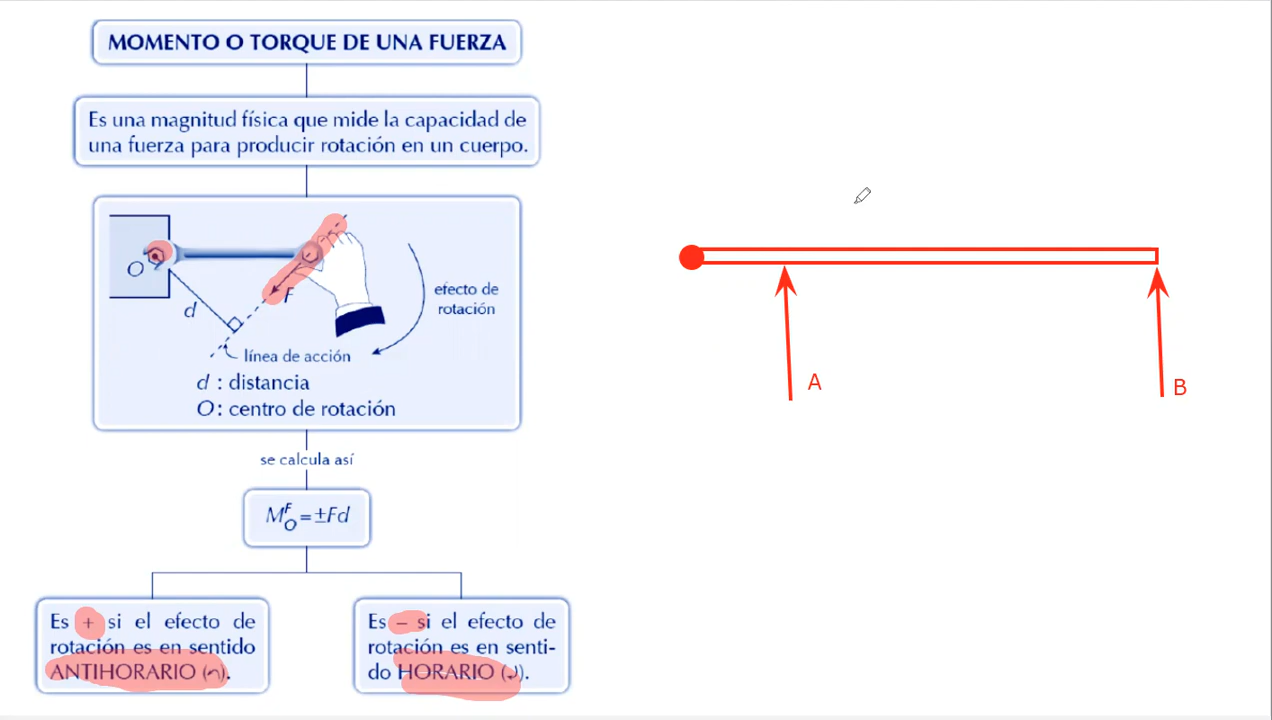 MOMENTO O TORQUE DE UNA FUERZA
Es una magnitud física que mide la capacidad de
una fuerza para producir rotación en un cuerpo.
O
F
d
efecto de
rotación
línea de acción
d : distancia
O : centro de rotación
se calcula así
M_O^F = ±Fd
Es + si el efecto de
rotación es en sentido
ANTIHORARIO (↶).
Es – si el efecto de
rotación es en senti-
do HORARIO (⤶).
A
B